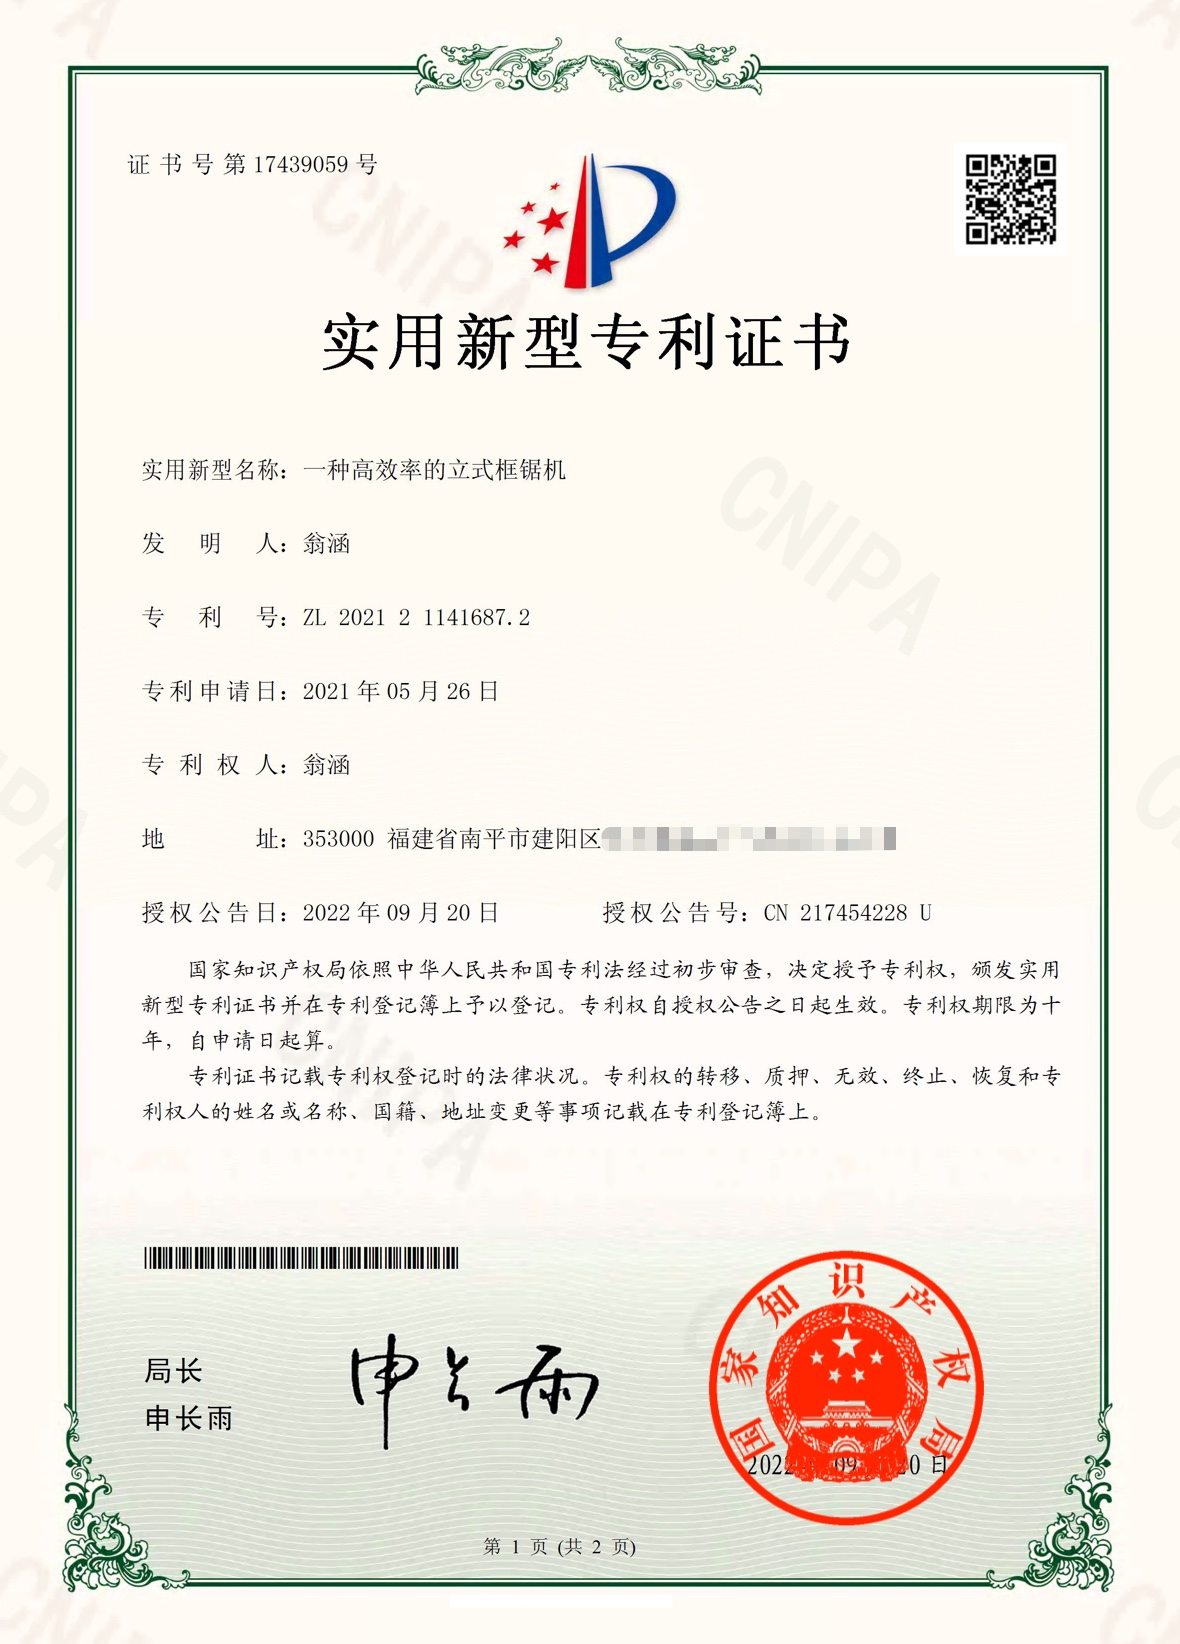 证书号第17439059号
实用新型专利证书
实用新型名称：一种高效率的立式框锯机
发明人：翁涵
专利号：ZL 2021 2 1141687.2
专利申请日：2021年05月26日
专利权人：翁涵
地址：353000 福建省南平市建阳区
授权公告日：2022年09月20日 授权公告号：CN 217454228 U
国家知识产权局依照中华人民共和国专利法经过初步审查，决定授予专利权，颁发实用
新型专利证书并在专利登记簿上予以登记。专利权自授权公告之日起生效。专利权期限为十
年，自申请日起算。
专利证书记载专利权登记时的法律状况。专利权的转移、质押、无效、终止、恢复和专
利权人的姓名或名称、国籍、地址变更等事项记载在专利登记簿上。
局长
申长雨
申长雨
国家知识产权局
2022年09月20日
第 1 页 (共 2 页)
CNIPA
CNIPA
CNIPA